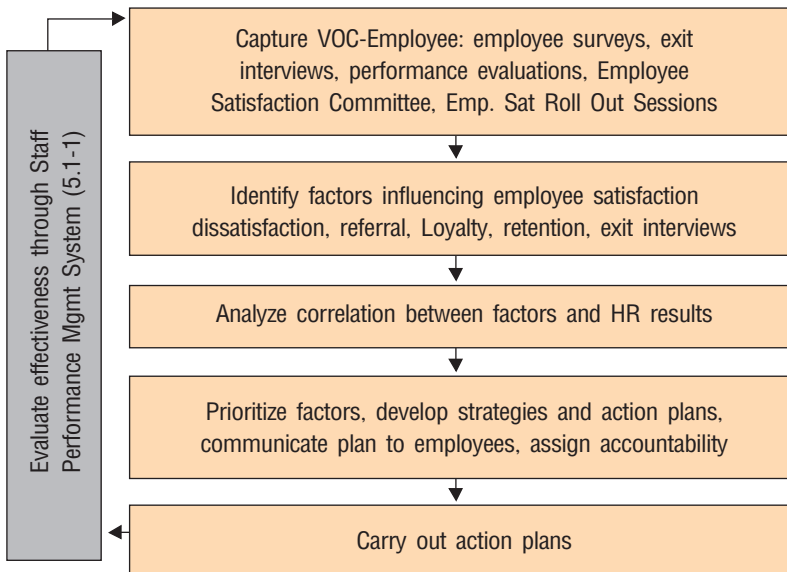 Capture VOC-Employee: employee surveys, exit
interviews, performance evaluations, Employee
Satisfaction Committee, Emp. Sat Roll Out Sessions
Identify factors influencing employee satisfaction
dissatisfaction, referral, Loyalty, retention, exit interviews
Analyze correlation between factors and HR results
Prioritize factors, develop strategies and action plans,
communicate plan to employees, assign accountability
Carry out action plans
Evaluate effectiveness through Staff
Performance Mgmt System (5.1-1)